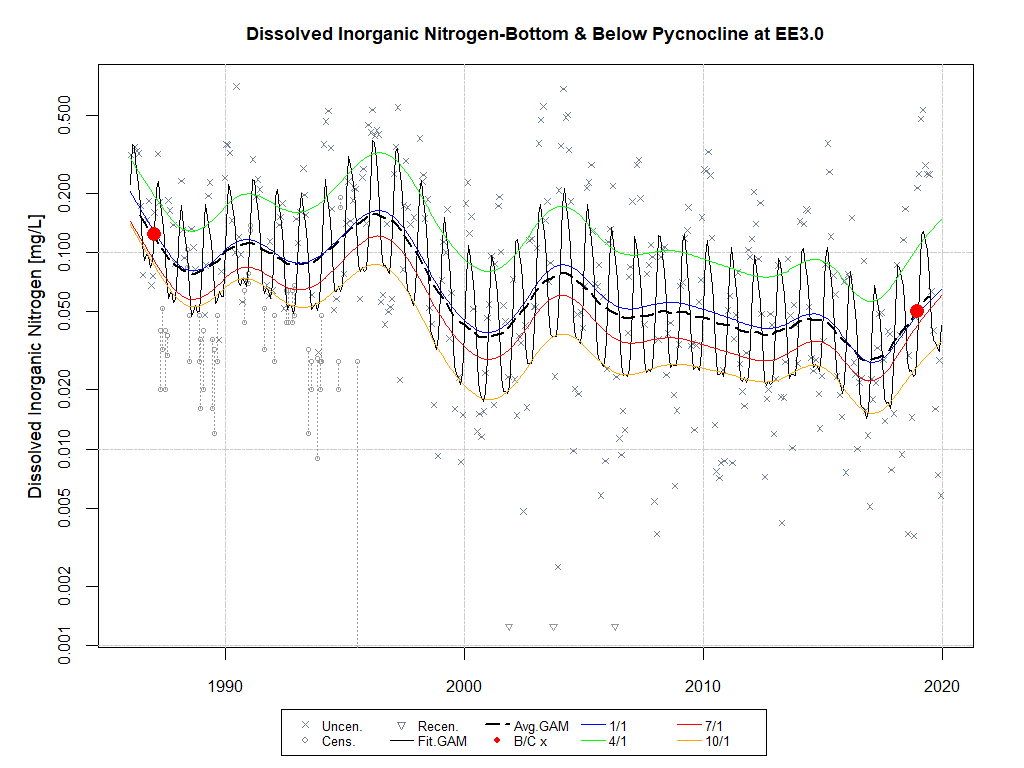 Dissolved Inorganic Nitrogen-Bottom & Below Pycnocline at EE3.0
Dissolved Inorganic Nitrogen [mg/L]
0.500
0.200
0.100
0.050
0.020
0.010
0.005
0.002
0.001
1990 2000 2010 2020
Uncen. Recen. Avg.GAM 1/1 7/1
Cens. Fit.GAM B/C x 4/1 10/1